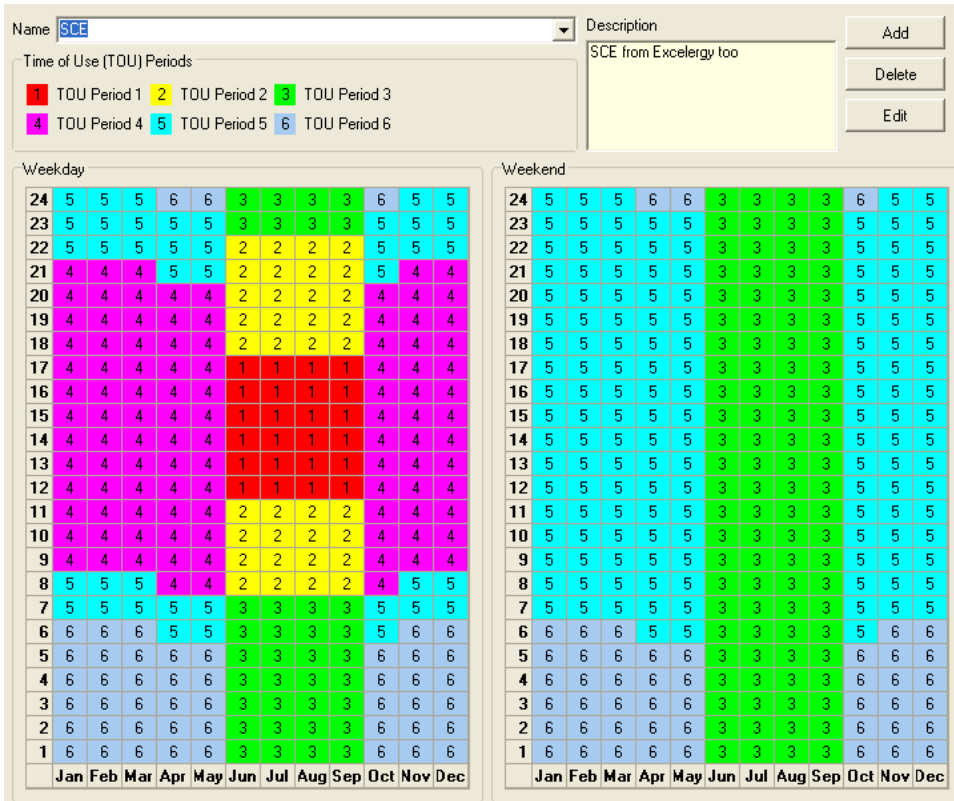 Name SCE Description Add
SCE from Excelergy too
Time of Use (TOU) Periods
Delete
1 TOU Period 1 2 TOU Period 2 3 TOU Period 3
4 TOU Period 4 5 TOU Period 5 6 TOU Period 6
Edit
Weekday
24 5 5 5 6 6 3 3 3 3 6 5 5
23 5 5 5 5 5 3 3 3 3 5 5 5
22 5 5 5 5 5 2 2 2 2 5 5 5
21 4 4 4 5 5 2 2 2 2 5 4 4
20 4 4 4 4 4 2 2 2 2 4 4 4
19 4 4 4 4 4 2 2 2 2 4 4 4
18 4 4 4 4 4 2 2 2 2 4 4 4
17 4 4 4 4 4 1 1 1 1 4 4 4
16 4 4 4 4 4 1 1 1 1 4 4 4
15 4 4 4 4 4 1 1 1 1 4 4 4
14 4 4 4 4 4 1 1 1 1 4 4 4
13 4 4 4 4 4 1 1 1 1 4 4 4
12 4 4 4 4 4 1 1 1 1 4 4 4
11 4 4 4 4 4 2 2 2 2 4 4 4
10 4 4 4 4 4 2 2 2 2 4 4 4
9 4 4 4 4 4 2 2 2 2 4 4 4
8 5 5 5 4 4 2 2 2 2 4 5 5
7 5 5 5 5 5 3 3 3 3 5 5 5
6 6 6 6 5 5 3 3 3 3 5 6 6
5 6 6 6 6 6 3 3 3 3 6 6 6
4 6 6 6 6 6 3 3 3 3 6 6 6
3 6 6 6 6 6 3 3 3 3 6 6 6
2 6 6 6 6 6 3 3 3 3 6 6 6
1 6 6 6 6 6 3 3 3 3 6 6 6
Jan Feb Mar Apr May Jun Jul Aug Sep Oct Nov Dec
Weekend
24 5 5 5 6 6 3 3 3 3 6 5 5
23 5 5 5 5 5 3 3 3 3 5 5 5
22 5 5 5 5 5 3 3 3 3 5 5 5
21 5 5 5 5 5 3 3 3 3 5 5 5
20 5 5 5 5 5 3 3 3 3 5 5 5
19 5 5 5 5 5 3 3 3 3 5 5 5
18 5 5 5 5 5 3 3 3 3 5 5 5
17 5 5 5 5 5 3 3 3 3 5 5 5
16 5 5 5 5 5 3 3 3 3 5 5 5
15 5 5 5 5 5 3 3 3 3 5 5 5
14 5 5 5 5 5 3 3 3 3 5 5 5
13 5 5 5 5 5 3 3 3 3 5 5 5
12 5 5 5 5 5 3 3 3 3 5 5 5
11 5 5 5 5 5 3 3 3 3 5 5 5
10 5 5 5 5 5 3 3 3 3 5 5 5
9 5 5 5 5 5 3 3 3 3 5 5 5
8 5 5 5 5 5 3 3 3 3 5 5 5
7 5 5 5 5 5 3 3 3 3 5 5 5
6 6 6 6 5 5 3 3 3 3 5 6 6
5 6 6 6 6 6 3 3 3 3 6 6 6
4 6 6 6 6 6 3 3 3 3 6 6 6
3 6 6 6 6 6 3 3 3 3 6 6 6
2 6 6 6 6 6 3 3 3 3 6 6 6
1 6 6 6 6 6 3 3 3 3 6 6 6
Jan Feb Mar Apr May Jun Jul Aug Sep Oct Nov Dec